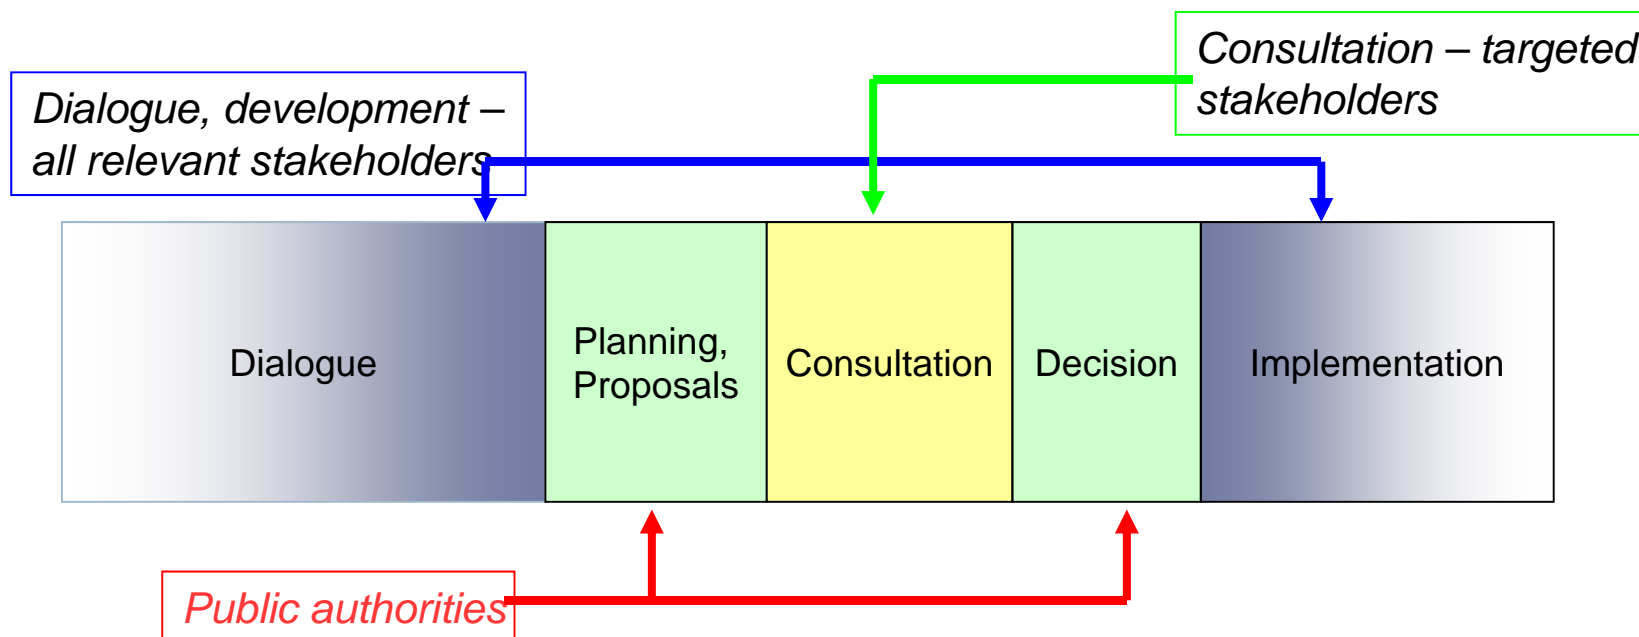 Consultation – targeted
stakeholders
Dialogue, development –
all relevant stakeholders
Dialogue
Planning,
Proposals
Consultation
Decision
Implementation
Public authorities